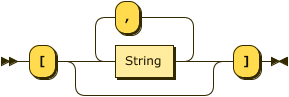 ,
[ String ]